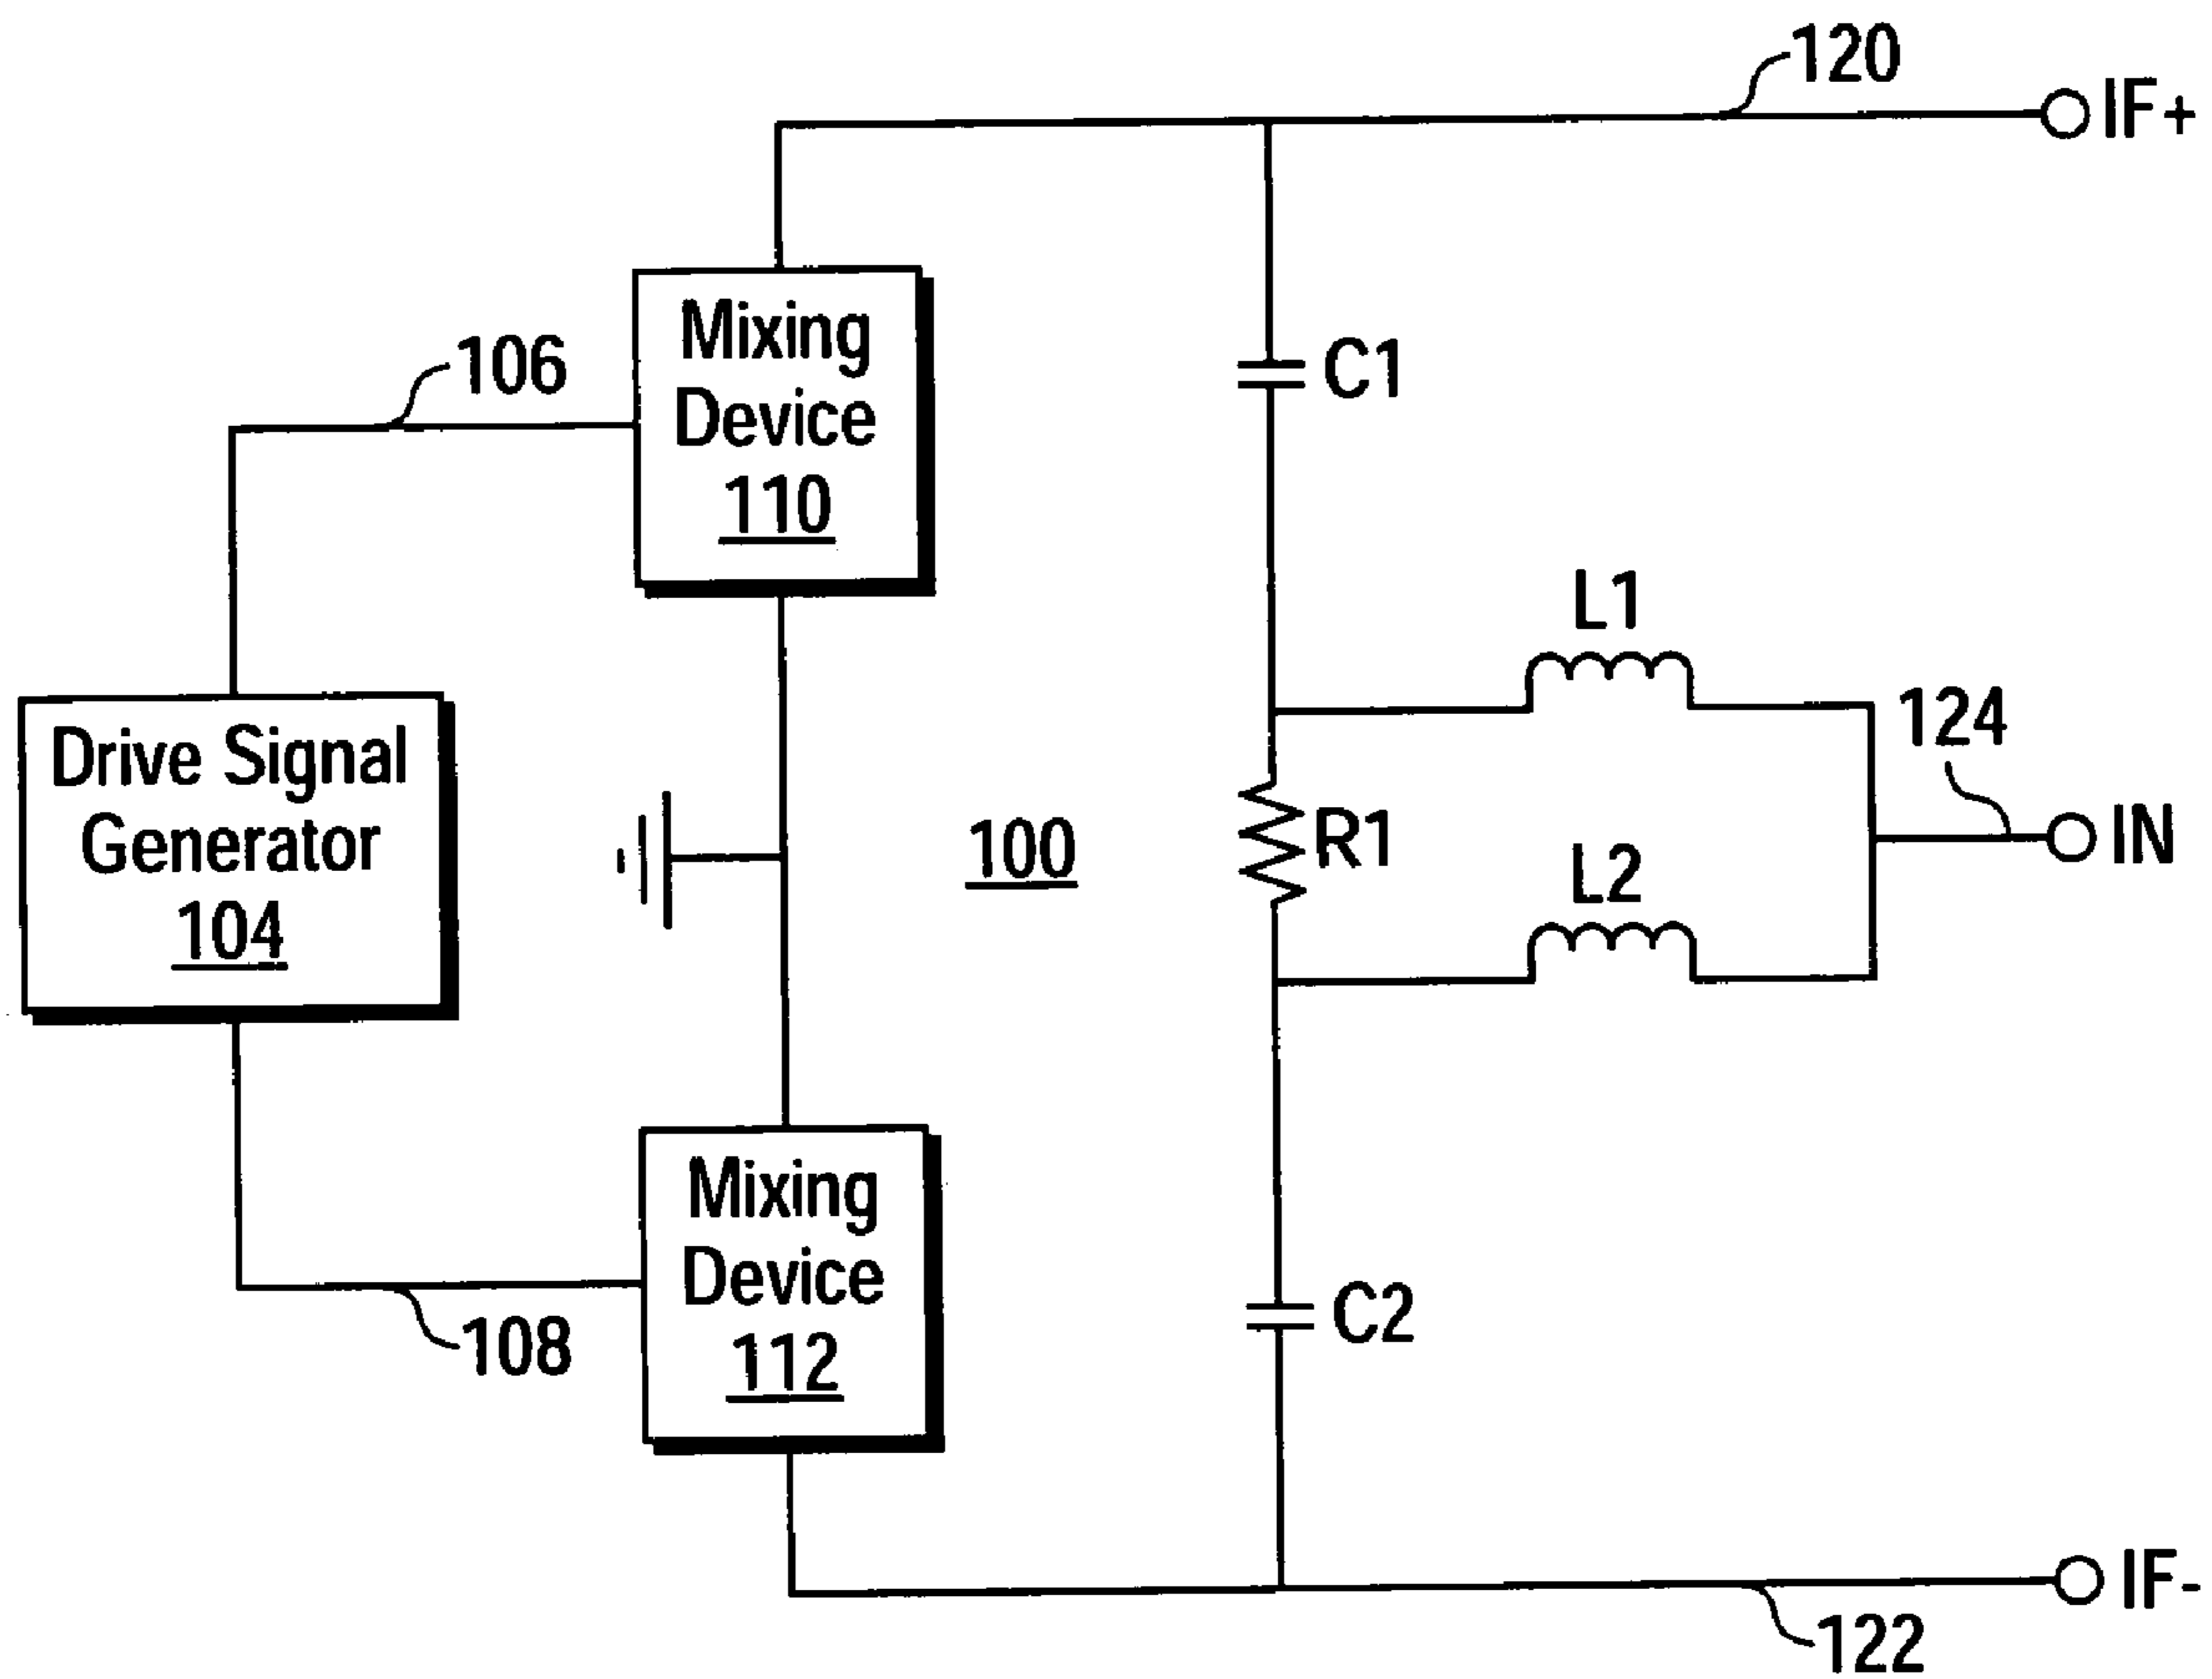 120
IF+
Mixing
Device
110
106
C1
L1
124
Drive Signal
Generator
104
100
R1
IN
L2
Mixing
Device
112
108
C2
IF-
122